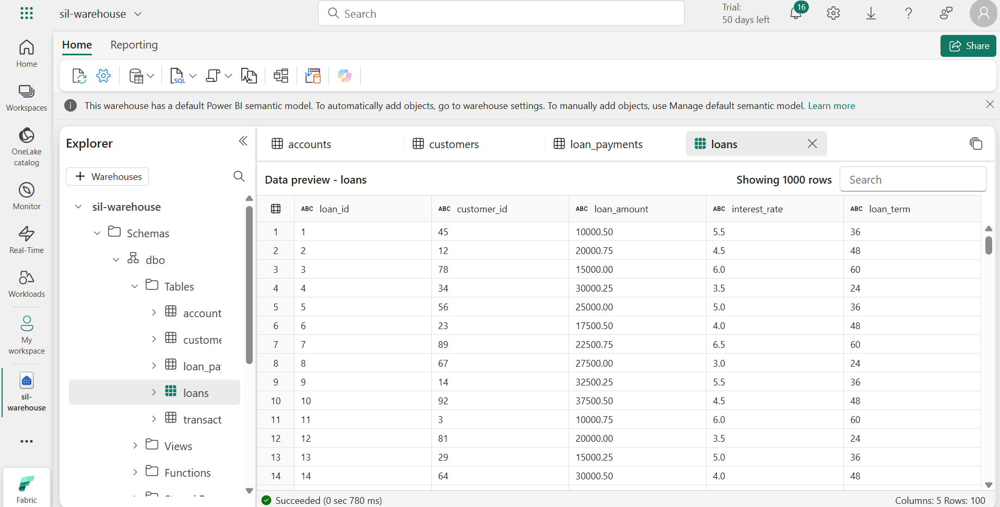 sil-warehouse
Search
Trial:
50 days left
16
Home
Reporting
Share
This warehouse has a default Power BI semantic model. To automatically add objects, go to warehouse settings. To manually add objects, use Manage default semantic model. Learn more
Home
Workspaces
OneLake
catalog
Monitor
Real-Time
Workloads
My
workspace
sil-
warehouse
Fabric
SQL
Explorer
Warehouses
sil-warehouse
Schemas
dbo
Tables
account
custome
loan_pay
loans
transact
Views
Functions
accounts
customers
loan_payments
loans
Data preview - loans
Showing 1000 rows
Search
ABC loan_id ABC customer_id ABC loan_amount ABC interest_rate ABC loan_term
1 1 45 10000.50 5.5 36
2 2 12 20000.75 4.5 48
3 3 78 15000.00 6.0 60
4 4 34 30000.25 3.5 24
5 5 56 25000.00 5.0 36
6 6 23 17500.50 4.0 48
7 7 89 22500.75 6.5 60
8 8 67 27500.00 3.0 24
9 9 14 32500.25 5.5 36
10 10 92 37500.50 4.5 48
11 11 3 10000.75 6.0 60
12 12 81 20000.00 3.5 24
13 13 29 15000.25 5.0 36
14 14 64 30000.50 4.0 48
Succeeded (0 sec 780 ms)
Columns: 5 Rows: 100